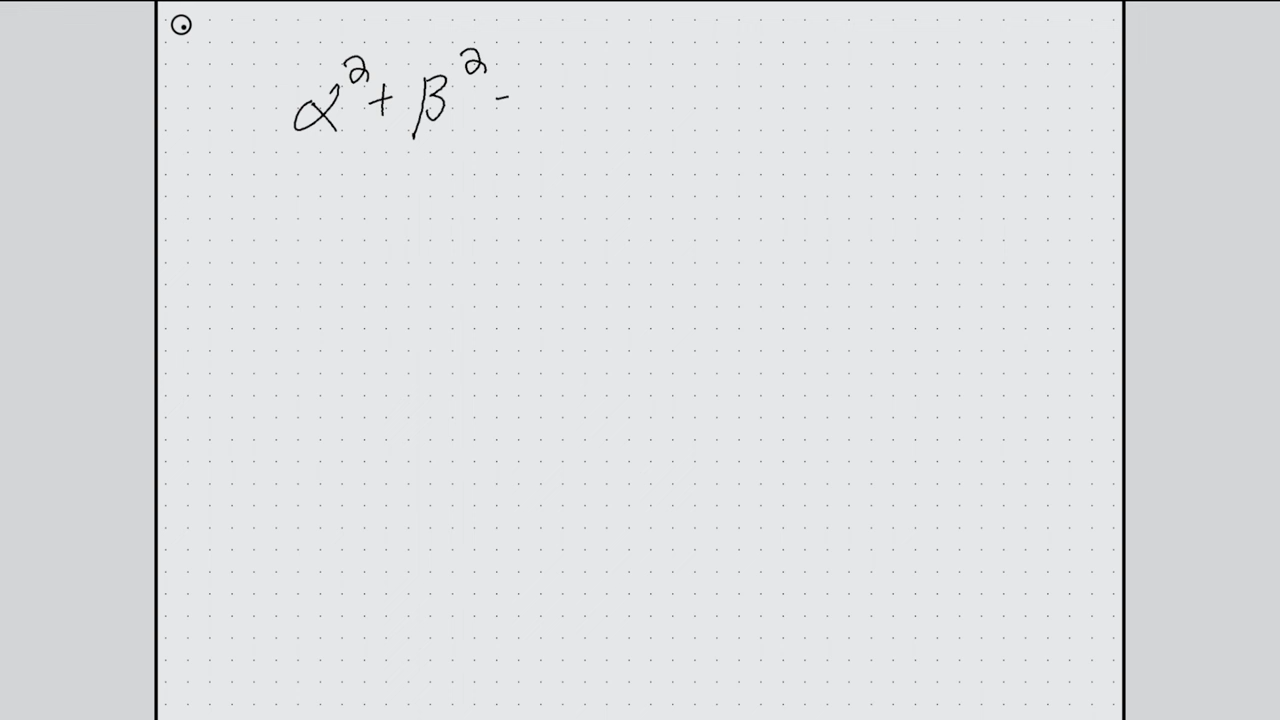 α² + β² -